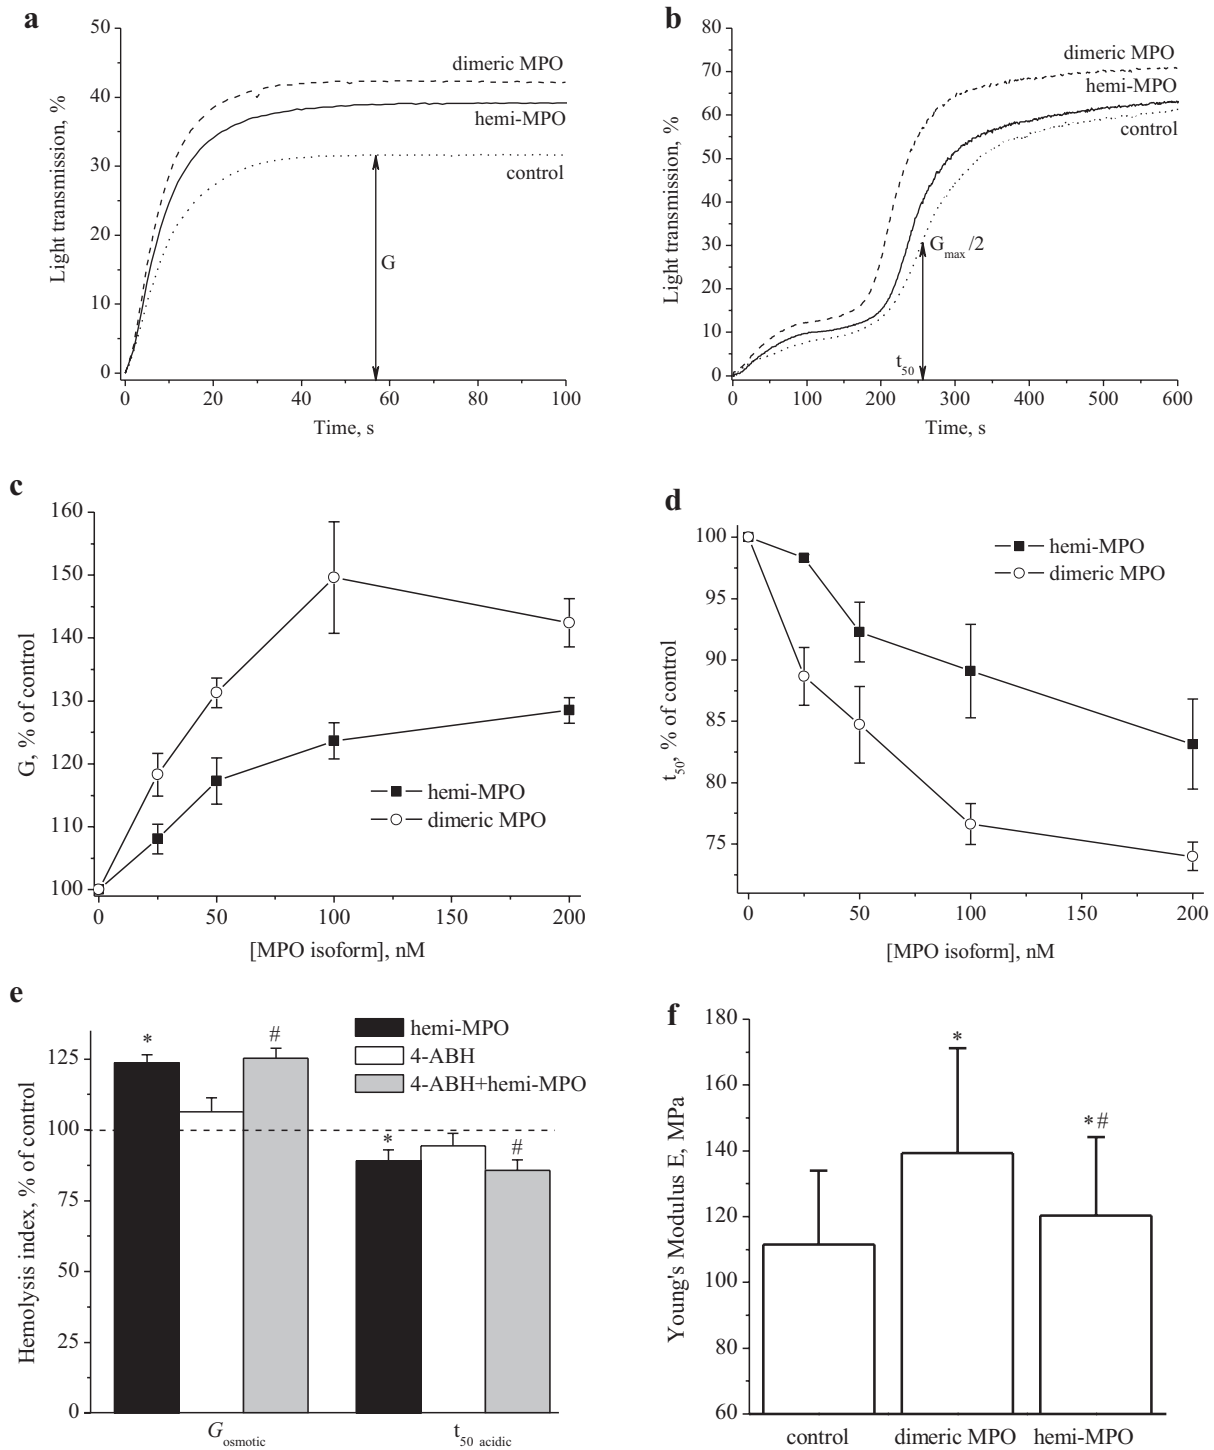 a
50
40
30
20
10
0
Light transmission, %
dimeric MPO
hemi-MPO
control
G
0 20 40 60 80 100
Time, s
b
80
70
60
50
40
30
20
10
0
Light transmission, %
dimeric MPO
hemi-MPO
control
Gmax/2
t50
0 100 200 300 400 500 600
Time, s
c
160
150
140
130
120
110
100
G, % of control
hemi-MPO
dimeric MPO
0 50 100 150 200
[MPO isoform], nM
d
100
95
90
85
80
75
t50, % of control
hemi-MPO
dimeric MPO
0 50 100 150 200
[MPO isoform], nM
e
125
100
75
50
25
0
Hemolysis index, % of control
hemi-MPO
4-ABH
4-ABH+hemi-MPO
* #
* #
Gosmotic t50 acidic
f
180
160
140
120
100
80
60
Young's Modulus E, MPa
*
*#
control dimeric MPO hemi-MPO